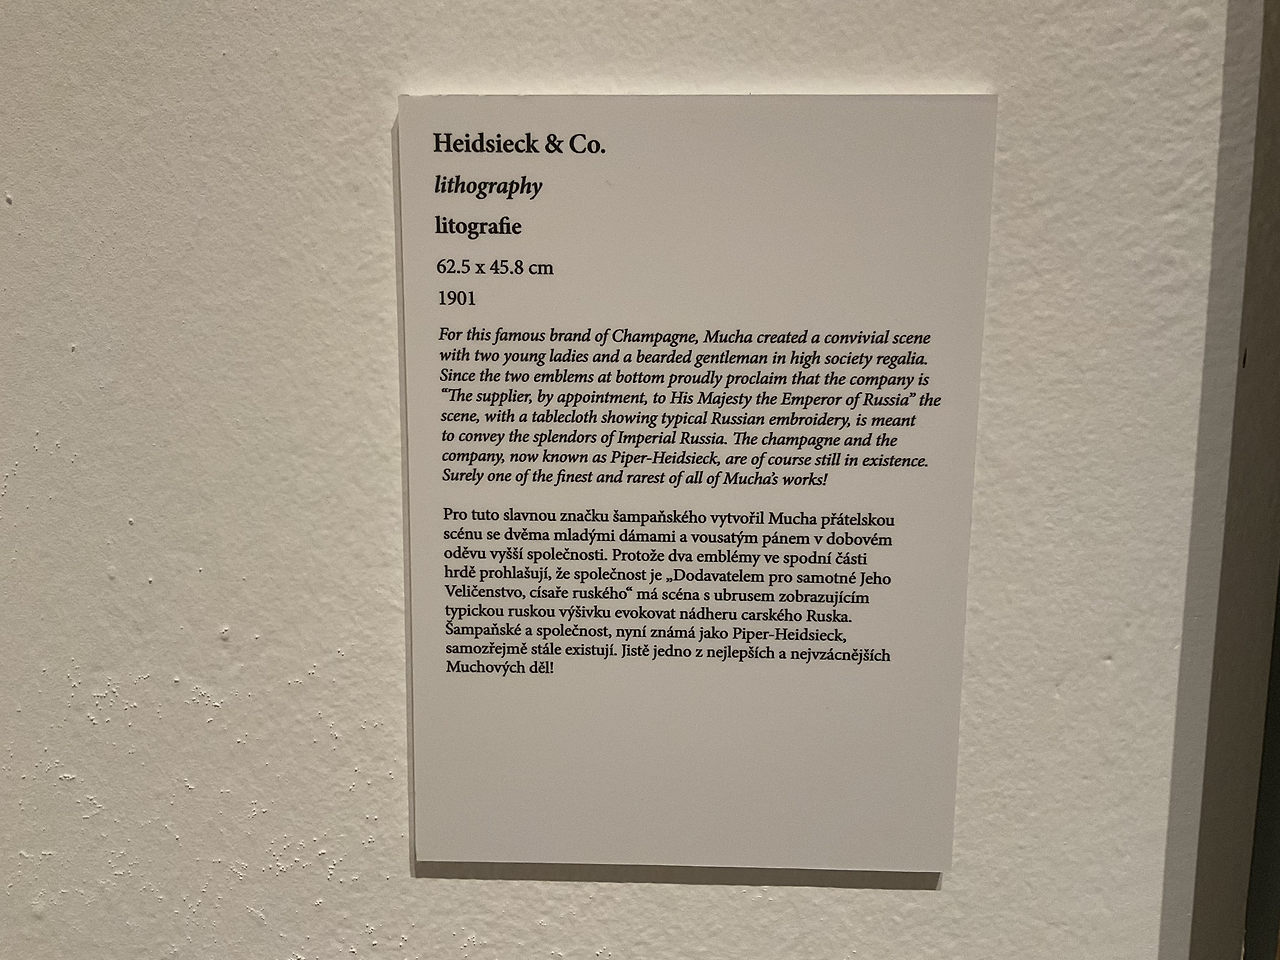 Heidsieck & Co.
lithography
litografie
62.5 x 45.8 cm
1901
For this famous brand of Champagne, Mucha created a convivial scene
with two young ladies and a bearded gentleman in high society regalia.
Since the two emblems at bottom proudly proclaim that the company is
“The supplier, by appointment, to His Majesty the Emperor of Russia” the
scene, with a tablecloth showing typical Russian embroidery, is meant
to convey the splendors of Imperial Russia. The champagne and the
company, now known as Piper-Heidsieck, are of course still in existence.
Surely one of the finest and rarest of all of Mucha's works!
Pro tuto slavnou značku šampaňského vytvořil Mucha přátelskou
scénu se dvěma mladými dámami a vousatým pánem v dobovém
oděvu vyšší společnosti. Protože dva emblémy ve spodní části
hrdě prohlašují, že společnost je „Dodavatelem pro samotné Jeho
Veličenstvo, císaře ruského“ má scéna s ubrusem zobrazujícím
typickou ruskou výšivku evokovat nádheru carského Ruska.
Šampaňské a společnost, nyní známá jako Piper-Heidsieck,
samozřejmě stále existují. Jistě jedno z nejlepších a nejvzácnějších
Muchových děl!